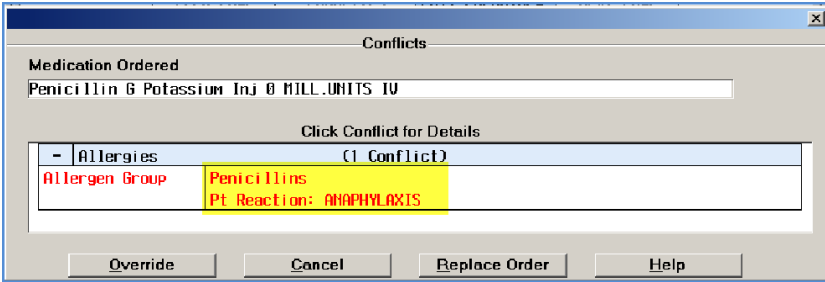 Conflicts
Medication Ordered
Penicillin G Potassium Inj 0 MILL.UNITS IV
Click Conflict for Details
- Allergies (1 Conflict)
Allergen Group Penicillins
Pt Reaction: ANAPHYLAXIS
Override Cancel Replace Order Help